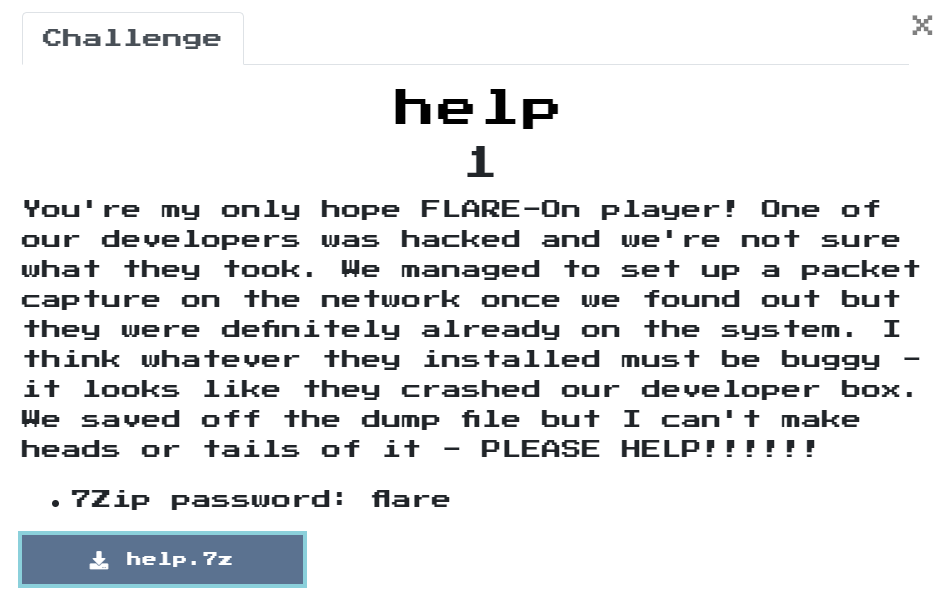 Challenge
help
1
You're my only hope FLARE-On player! One of
our developers was hacked and we're not sure
what they took. We managed to set up a packet
capture on the network once we found out but
they were definitely already on the system. I
think whatever they installed must be buggy -
it looks like they crashed our developer box.
We saved off the dump file but I can't make
heads or tails of it - PLEASE HELP!!!!!!
• 7Zip password: flare
help.7z